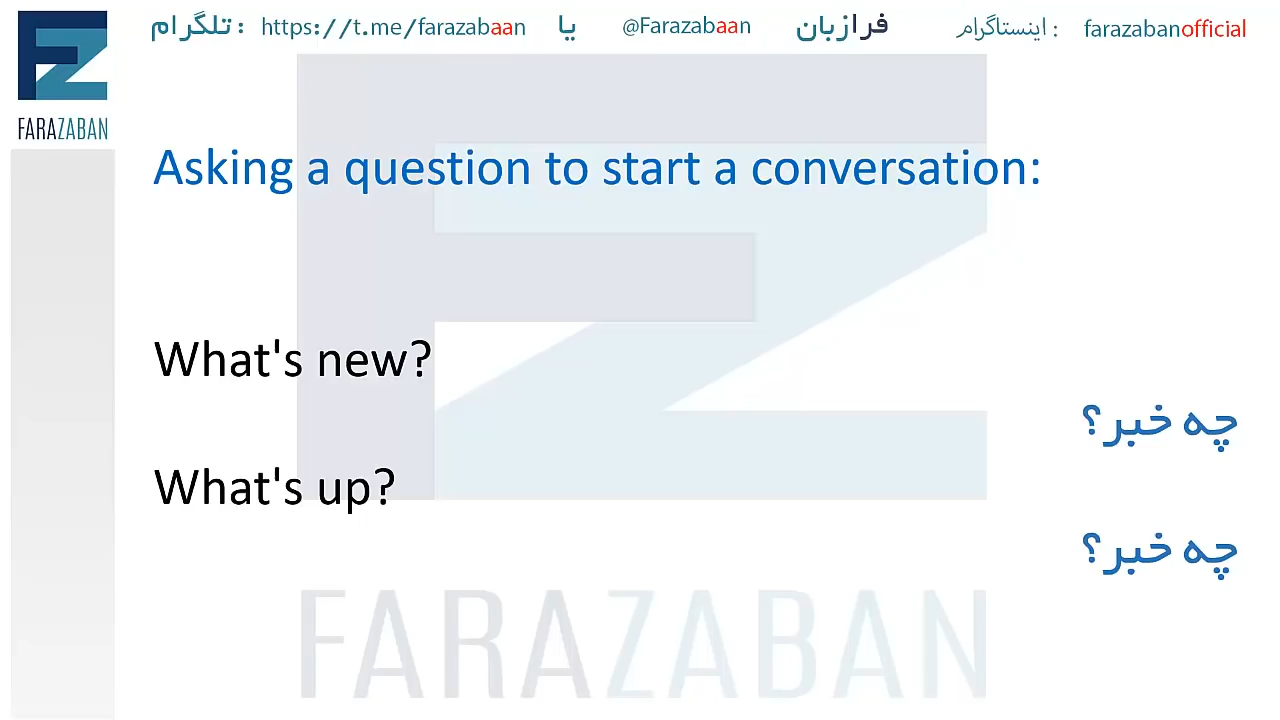 تلگرام : https://t.me/farazabaan یا @Farazabaan فرازبان اینستاگرام : farazabanofficial
FARAZABAN
Asking a question to start a conversation:
What's new?
چه خبر؟
What's up?
چه خبر؟
FARAZABAN